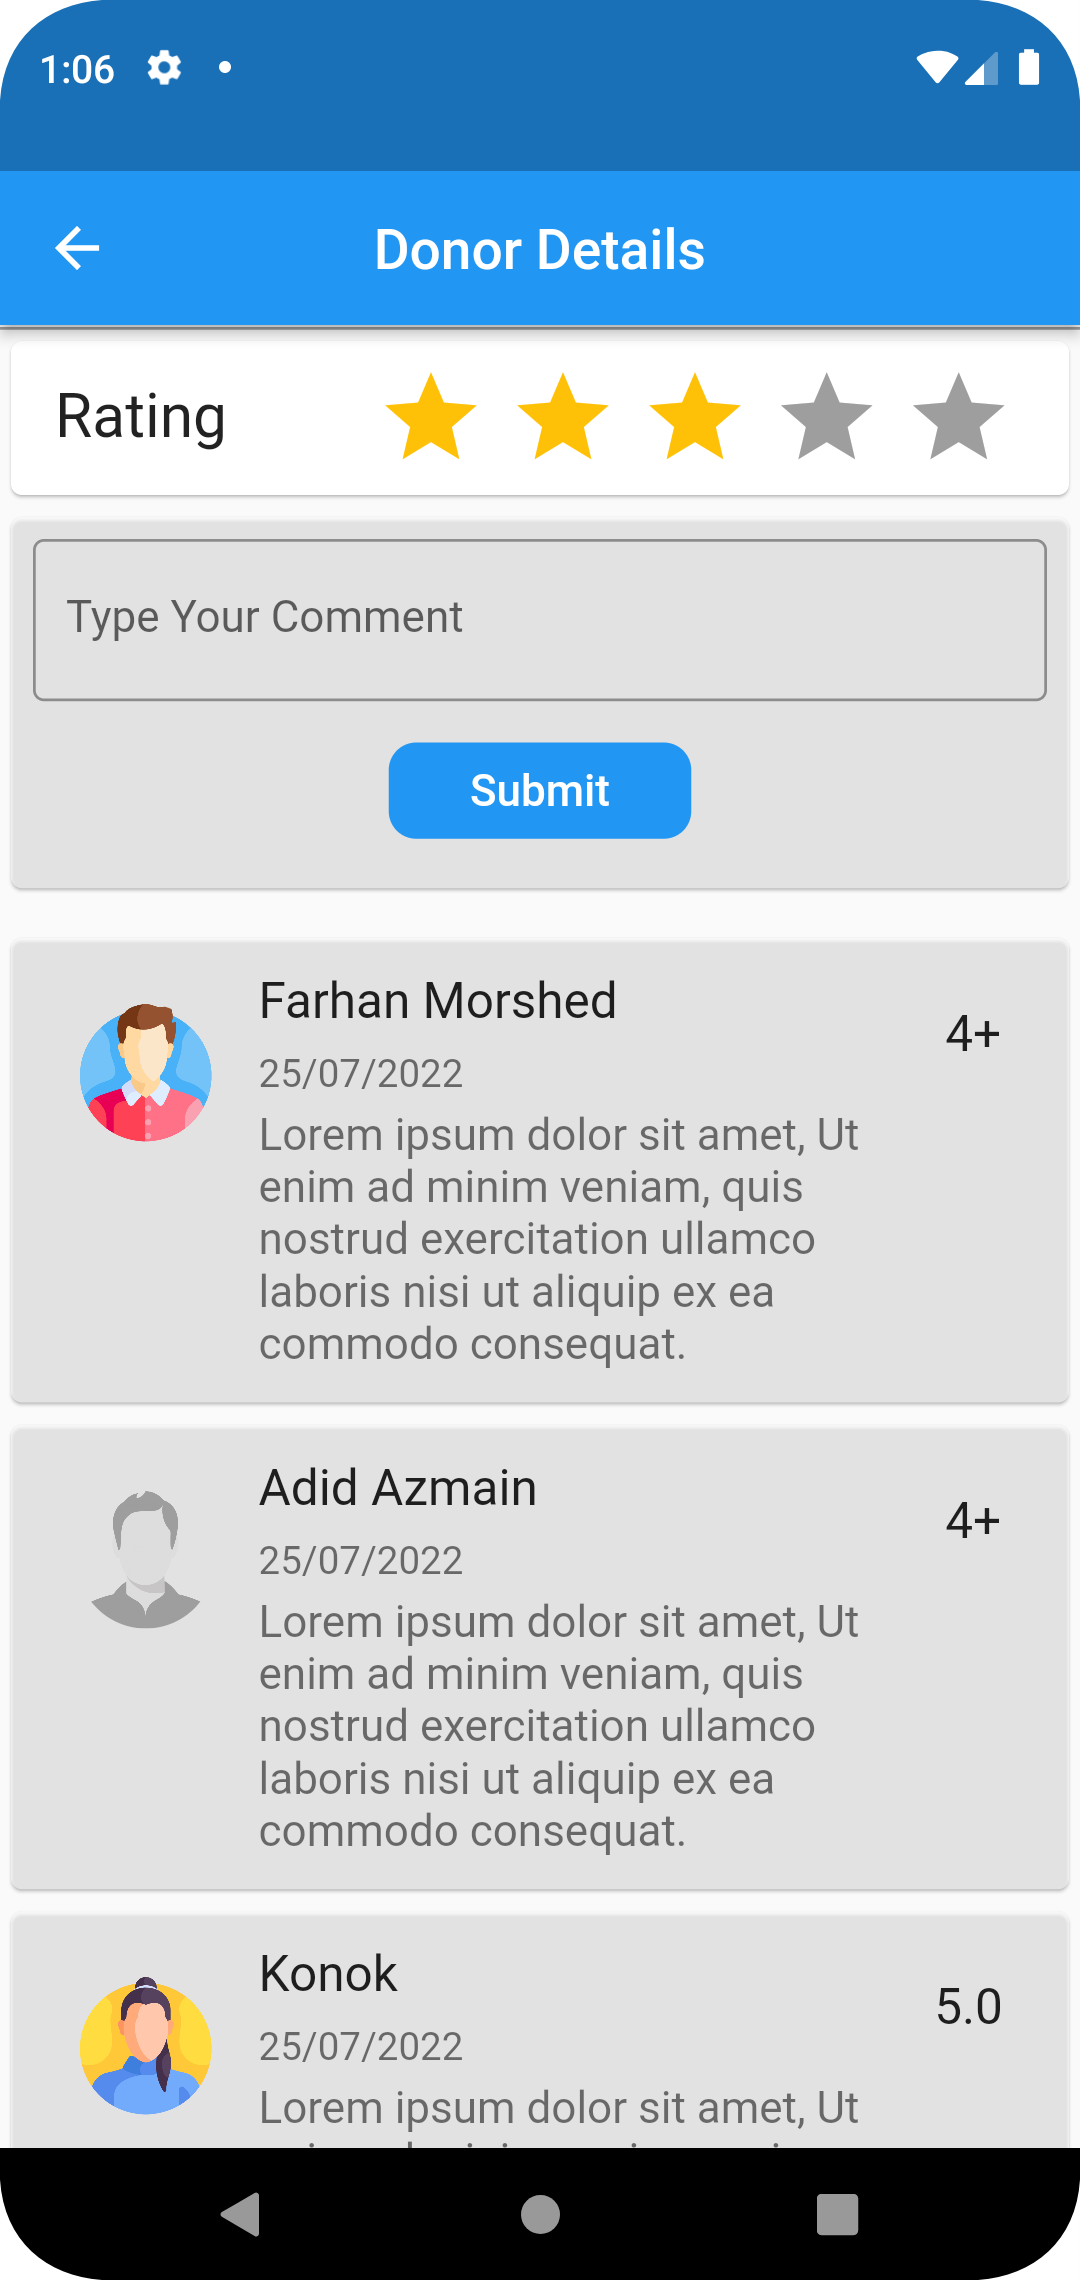 1:06
Donor Details
Rating
Type Your Comment
Submit
Farhan Morshed
4+
25/07/2022
Lorem ipsum dolor sit amet, Ut
enim ad minim veniam, quis
nostrud exercitation ullamco
laboris nisi ut aliquip ex ea
commodo consequat.
Adid Azmain
4+
25/07/2022
Lorem ipsum dolor sit amet, Ut
enim ad minim veniam, quis
nostrud exercitation ullamco
laboris nisi ut aliquip ex ea
commodo consequat.
Konok
5.0
25/07/2022
Lorem ipsum dolor sit amet, Ut